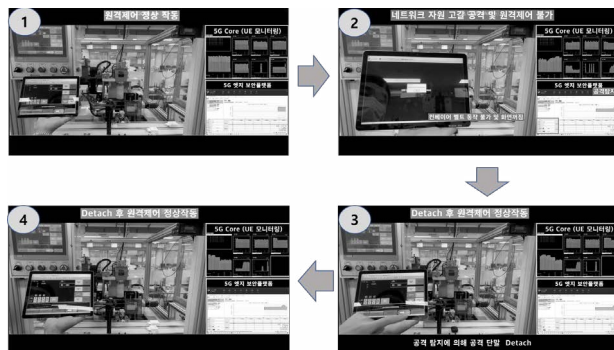 1
원격제어 정상 작동
5G Core (UE 모니터링)
5G 엣지 보안플랫폼
2
네트워크 자원 고갈 공격 및 원격제어 불가
5G Core (UE 모니터링)
5G 엣지 보안플랫폼
공격탐지
컨베이어 벨트 동작 불가 및 화면꺼짐
4
Detach 후 원격제어 정상작동
5G Core (UE 모니터링)
5G 엣지 보안플랫폼
3
Detach 후 원격제어 정상작동
5G Core (UE 모니터링)
5G 엣지 보안플랫폼
공격 탐지에 의해 공격 단말 Detach